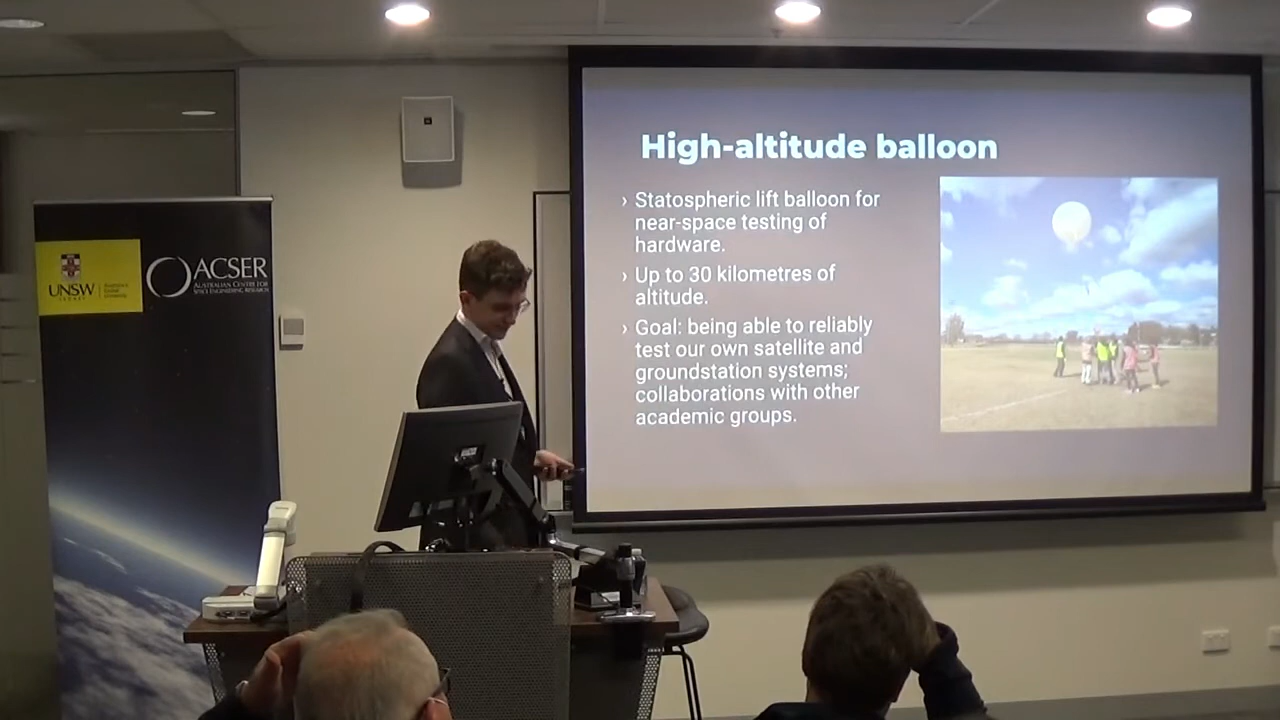 High-altitude balloon
› Statospheric lift balloon for
near-space testing of
hardware.
› Up to 30 kilometres of
altitude.
› Goal: being able to reliably
test our own satellite and
groundstation systems;
collaborations with other
academic groups.
UNSW
SYDNEY
ACSER
AUSTRALIAN CENTRE FOR
SPACE ENGINEERING RESEARCH